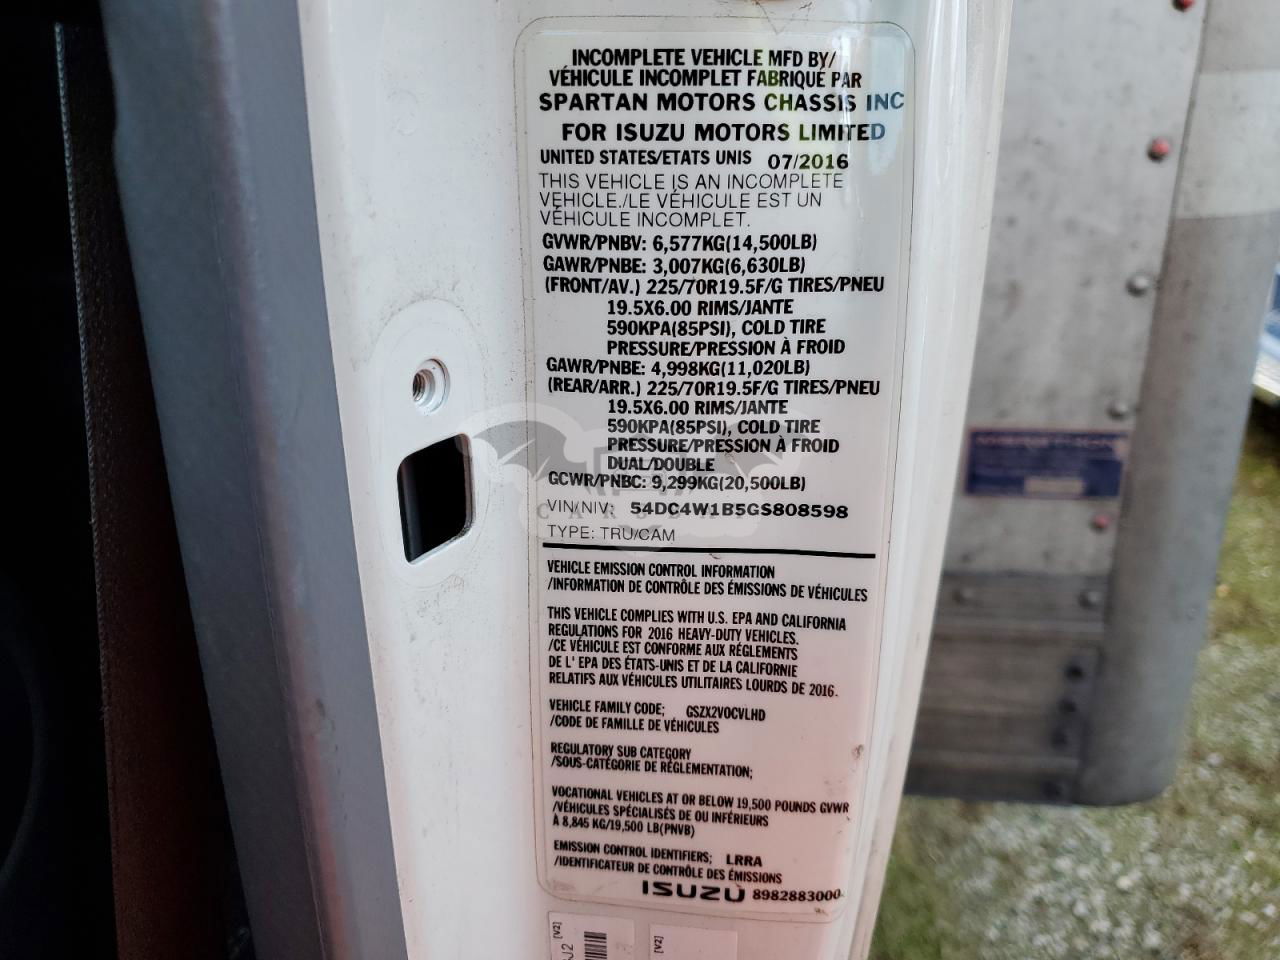 INCOMPLETE VEHICLE MFD BY/
VÉHICULE INCOMPLET FABRIQUÉ PAR
SPARTAN MOTORS CHASSIS INC
FOR ISUZU MOTORS LIMITED
UNITED STATES/ETATS UNIS 07/2016
THIS VEHICLE IS AN INCOMPLETE
VEHICLE./LE VÉHICULE EST UN
VÉHICULE INCOMPLET.
GVWR/PNBV: 6,577KG(14,500LB)
GAWR/PNBE: 3,007KG(6,630LB)
(FRONT/AV.) 225/70R19.5F/G TIRES/PNEU
19.5X6.00 RIMS/JANTE
590KPA(85PSI), COLD TIRE
PRESSURE/PRESSION À FROID
GAWR/PNBE: 4,998KG(11,020LB)
(REAR/ARR.) 225/70R19.5F/G TIRES/PNEU
19.5X6.00 RIMS/JANTE
590KPA(85PSI), COLD TIRE
PRESSURE/PRESSION À FROID
DUAL/DOUBLE
GCWR/PNBC: 9,299KG(20,500LB)
VIN/NIV: 54DC4W1B5GS808598
TYPE: TRU/CAM
VEHICLE EMISSION CONTROL INFORMATION
/INFORMATION DE CONTRÔLE DES ÉMISSIONS DE VÉHICULES
THIS VEHICLE COMPLIES WITH U.S. EPA AND CALIFORNIA
REGULATIONS FOR 2016 HEAVY-DUTY VEHICLES.
/CE VÉHICULE EST CONFORME AUX RÉGLEMENTS
DE L' EPA DES ÉTATS-UNIS ET DE LA CALIFORNIE
RELATIFS AUX VÉHICULES UTILITAIRES LOURDS DE 2016.
VEHICLE FAMILY CODE; GSZX2VOCVLHD
/CODE DE FAMILLE DE VÉHICULES
REGULATORY SUB CATEGORY
/SOUS-CATÉGORIE DE RÉGLEMENTATION;
VOCATIONAL VEHICLES AT OR BELOW 19,500 POUNDS GVWR
/VÉHICULES SPÉCIALISÉS DE OU INFÉRIEURS
À 8,845 KG/19,500 LB(PNVB)
EMISSION CONTROL IDENTIFIERS; LRRA
/IDENTIFICATEUR DE CONTRÔLE DES ÉMISSIONS
ISUZU 8982883000
[V2]
[V2]